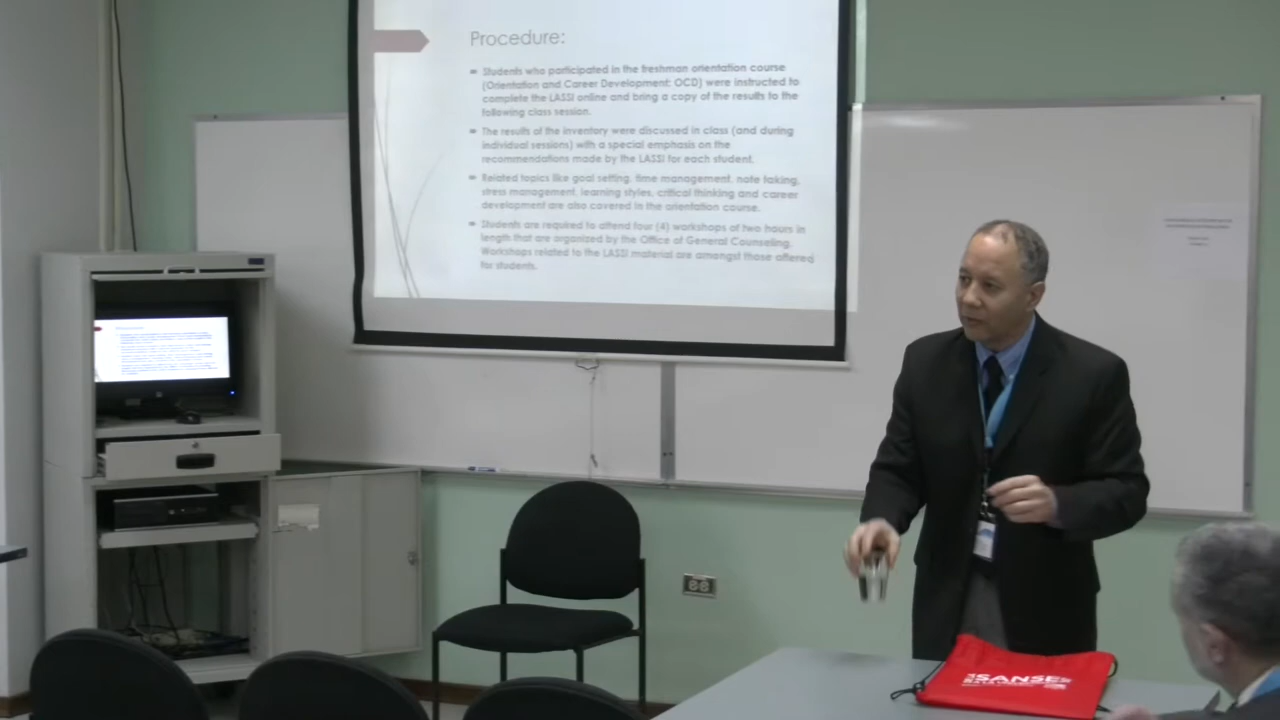 Procedure:
Students who participated in the freshman orientation course
(Orientation and Career Development: OCD) were instructed to
complete the LASSI online and bring a copy of the results to the
following class session.
The results of the inventory were discussed in class (and during
individual sessions) with a special emphasis on the
recommendations made by the LASSI for each student.
Related topics like goal setting, time management, note taking,
stress management, learning styles, critical thinking and career
development are also covered in the orientation course.
Students are required to attend four (4) workshops of two hours in
length that are organized by the Office of General Counseling.
Workshops related to the LASSI material are amongst those offered
for students.
SANSE